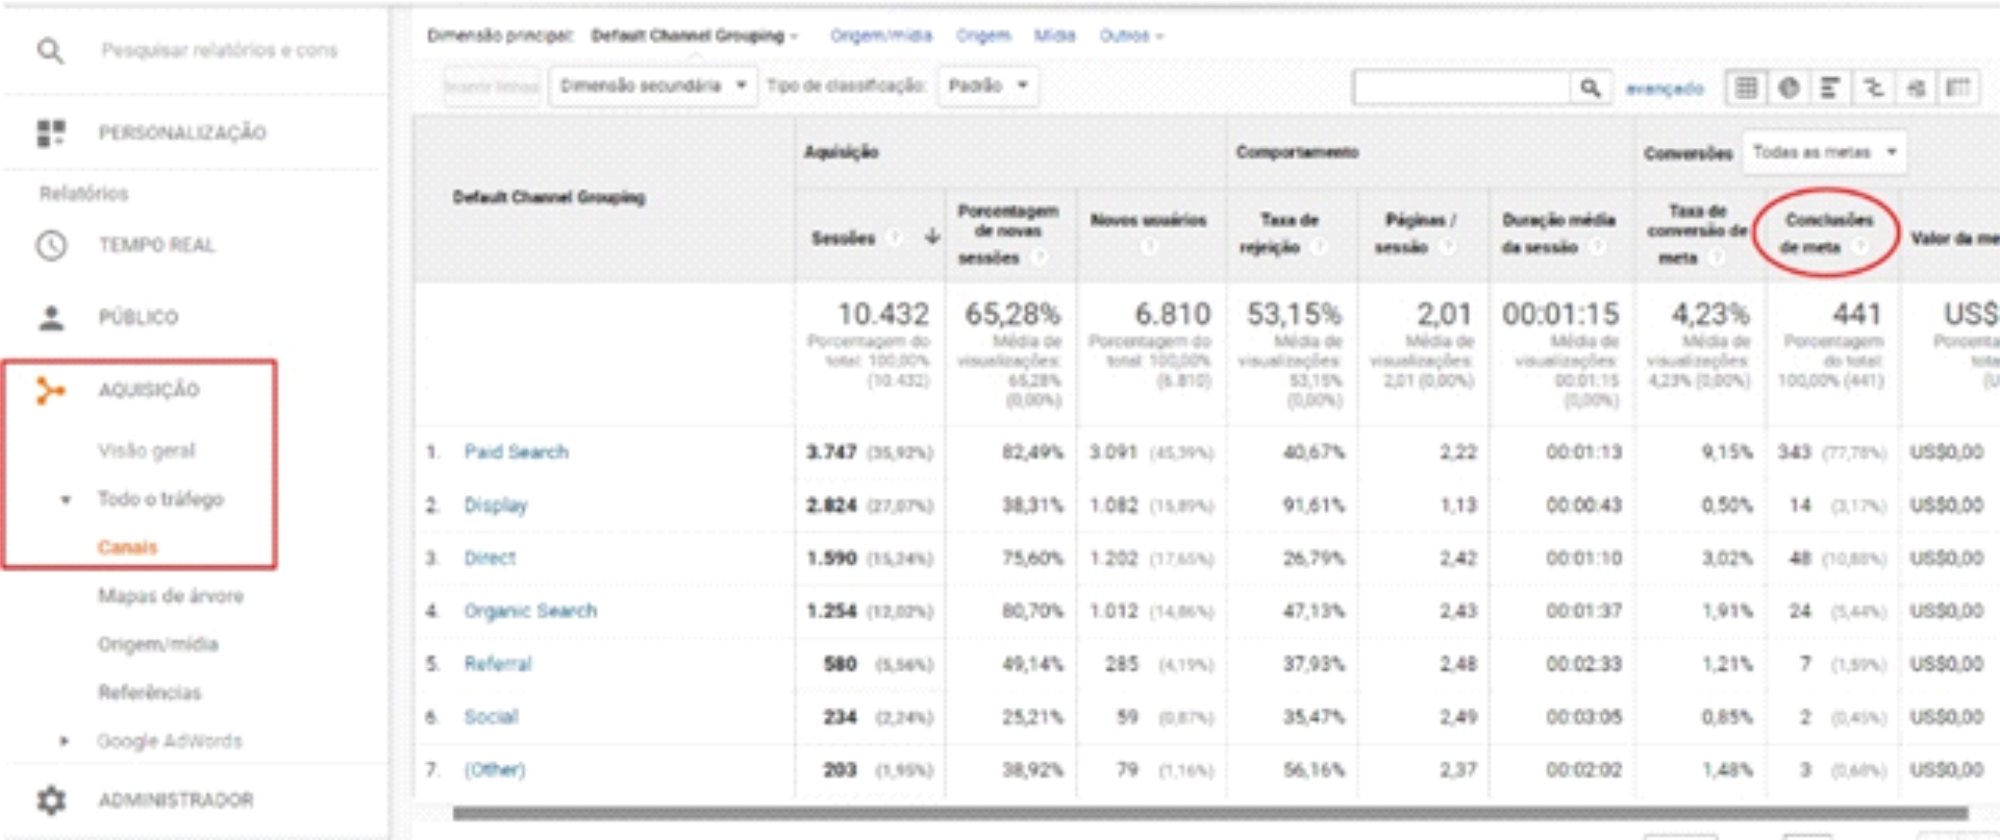 Pesquisar relatórios e cons
PERSONALIZAÇÃO
Relatórios
TEMPO REAL
PÚBLICO
AQUISIÇÃO
Visão geral
Todo o tráfego
Canais
Mapas de árvore
Origem/mídia
Referências
Google AdWords
ADMINISTRADOR
Dimensão principal: Default Channel Grouping Origem/mídia Origem Mídia Outros
Inserir linhas Dimensão secundária Tipo de classificação: Padrão avançado
Default Channel Grouping
Aquisição Comportamento Conversões Todas as metas
Sessões ? Porcentagem de novas sessões ? Novos usuários ? Taxa de rejeição ? Páginas / sessão ? Duração média da sessão ? Taxa de conversão de meta ? Conclusões de meta ? Valor da me
10.432 65,28% 6.810 53,15% 2,01 00:01:15 4,23% 441 US$
Porcentagem do total: 100,00% (10.432) Média de visualizações: 65,28% (0,00%) Porcentagem do total: 100,00% (6.810) Média de visualizações: 53,15% (0,00%) Média de visualizações: 2,01 (0,00%) Média de visualizações: 00:01:15 (0,00%) Média de visualizações: 4,23% (0,00%) Porcentagem do total: 100,00% (441) Porcenta tota (U
1. Paid Search 3.747 (35,92%) 82,49% 3.091 (45,39%) 40,67% 2,22 00:01:13 9,15% 343 (77,78%) US$0,00
2. Display 2.824 (27,07%) 38,31% 1.082 (15,89%) 91,61% 1,13 00:00:43 0,50% 14 (3,17%) US$0,00
3. Direct 1.590 (15,24%) 75,60% 1.202 (17,65%) 26,79% 2,42 00:01:10 3,02% 48 (10,88%) US$0,00
4. Organic Search 1.254 (12,02%) 80,70% 1.012 (14,86%) 47,13% 2,43 00:01:37 1,91% 24 (5,44%) US$0,00
5. Referral 580 (5,56%) 49,14% 285 (4,19%) 37,93% 2,48 00:02:33 1,21% 7 (1,59%) US$0,00
6. Social 234 (2,24%) 25,21% 59 (0,87%) 35,47% 2,49 00:03:05 0,85% 2 (0,45%) US$0,00
7. (Other) 203 (1,95%) 38,92% 79 (1,16%) 56,16% 2,37 00:02:02 1,48% 3 (0,68%) US$0,00